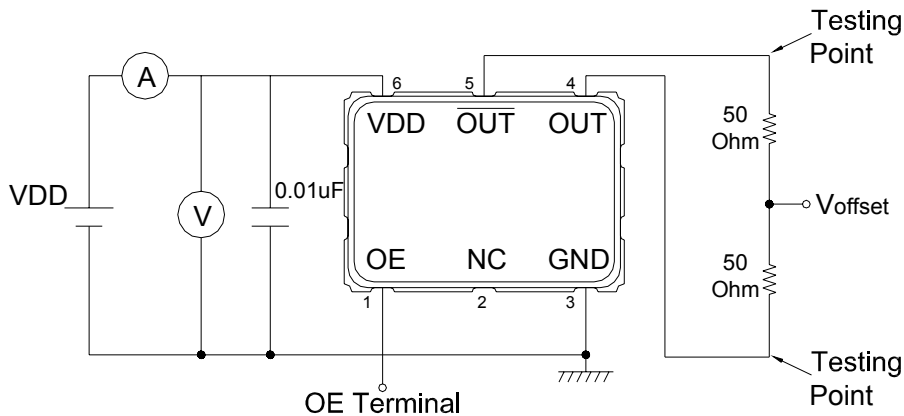 Testing
Point
A
6
5
4
VDD
OUT
OUT
50
Ohm
VDD
V
0.01uF
Voffset
OE
NC
GND
50
Ohm
1
2
3
OE Terminal
Testing
Point